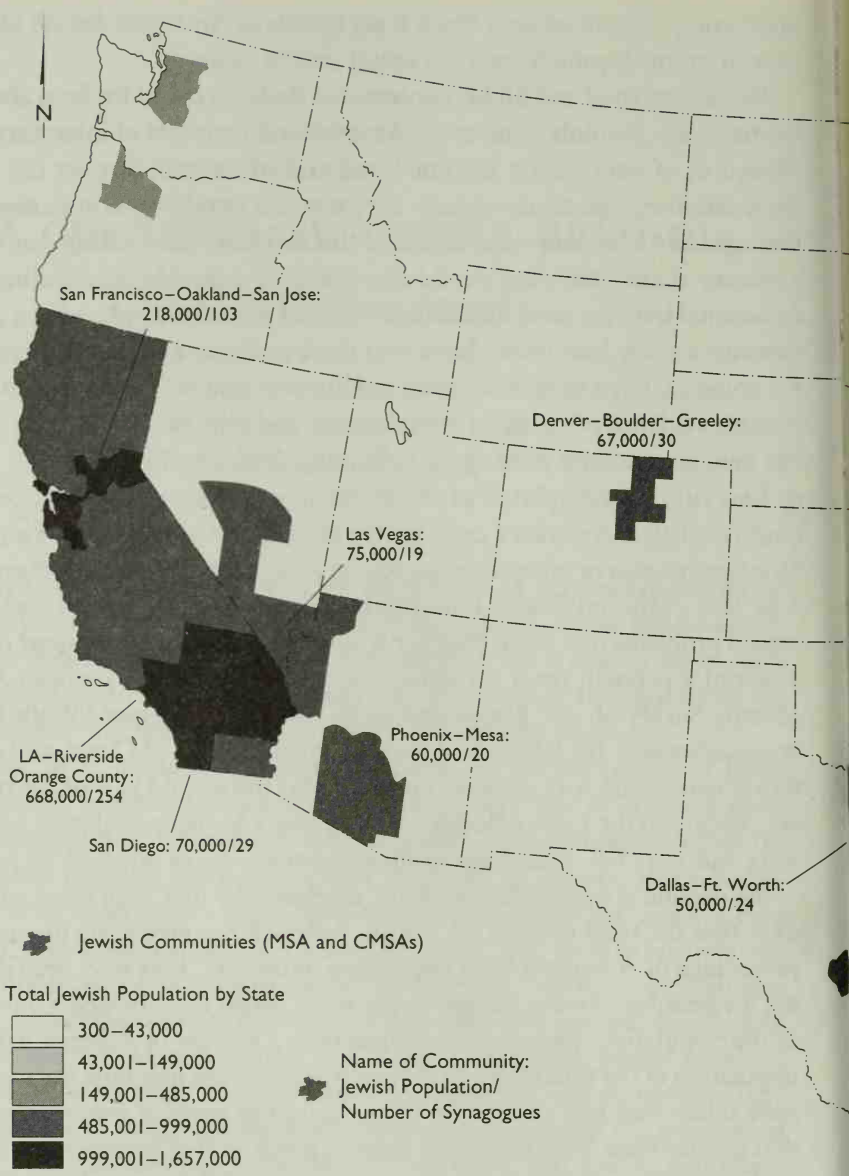 N
San Francisco–Oakland–San Jose:
218,000/103
Denver–Boulder–Greeley:
67,000/30
Las Vegas:
75,000/19
Phoenix–Mesa:
60,000/20
LA–Riverside
Orange County:
668,000/254
San Diego: 70,000/29
Dallas–Ft. Worth:
50,000/24
Jewish Communities (MSA and CMSAs)
Total Jewish Population by State
300–43,000
43,001–149,000
149,001–485,000
485,001–999,000
999,001–1,657,000
Name of Community:
Jewish Population/
Number of Synagogues